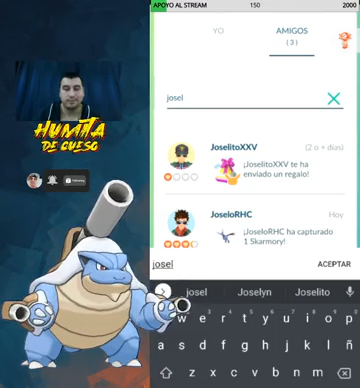 APOYO AL STREAM 150 2000
YO AMIGOS
( 3 )
josel
HUMITA
DE QUESO
JoselitoXXV (2 o + días)
¡JoselitoXXV te ha
enviado un regalo!
JoseloRHC Hoy
¡JoseloRHC ha capturado
1 Skarmory!
josel ACEPTAR
josel Joselyn Joselito
w e r t y u i o p
a s d f g h j k l ñ
z x c v b n m